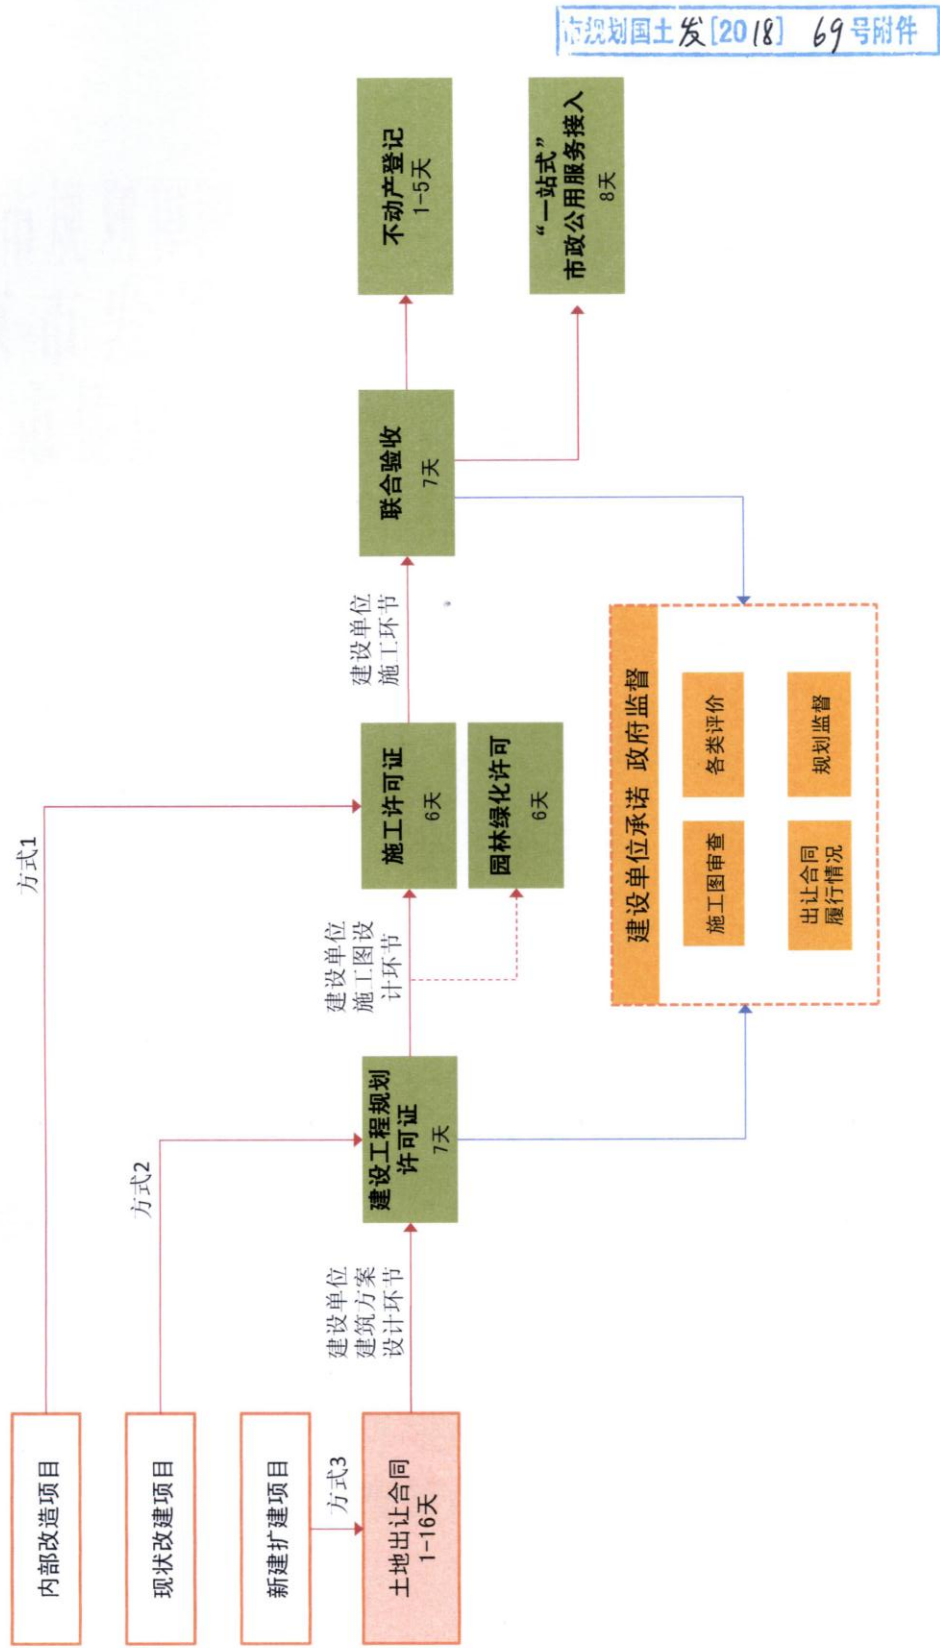 市规划国土发[2018] 69号附件
内部改造项目
现状改建项目
新建扩建项目
方式1
方式2
方式3
土地出让合同
1-16天
建设单位
建筑方案
设计环节
建设工程规划
许可证
7天
建设单位
施工图设
计环节
施工许可证
6天
园林绿化许可
6天
建设单位
施工环节
联合验收
7天
不动产登记
1-5天
“一站式”
市政公用服务接入
8天
建设单位承诺 政府监督
施工图审查
各类评价
出让合同
履行情况
规划监督